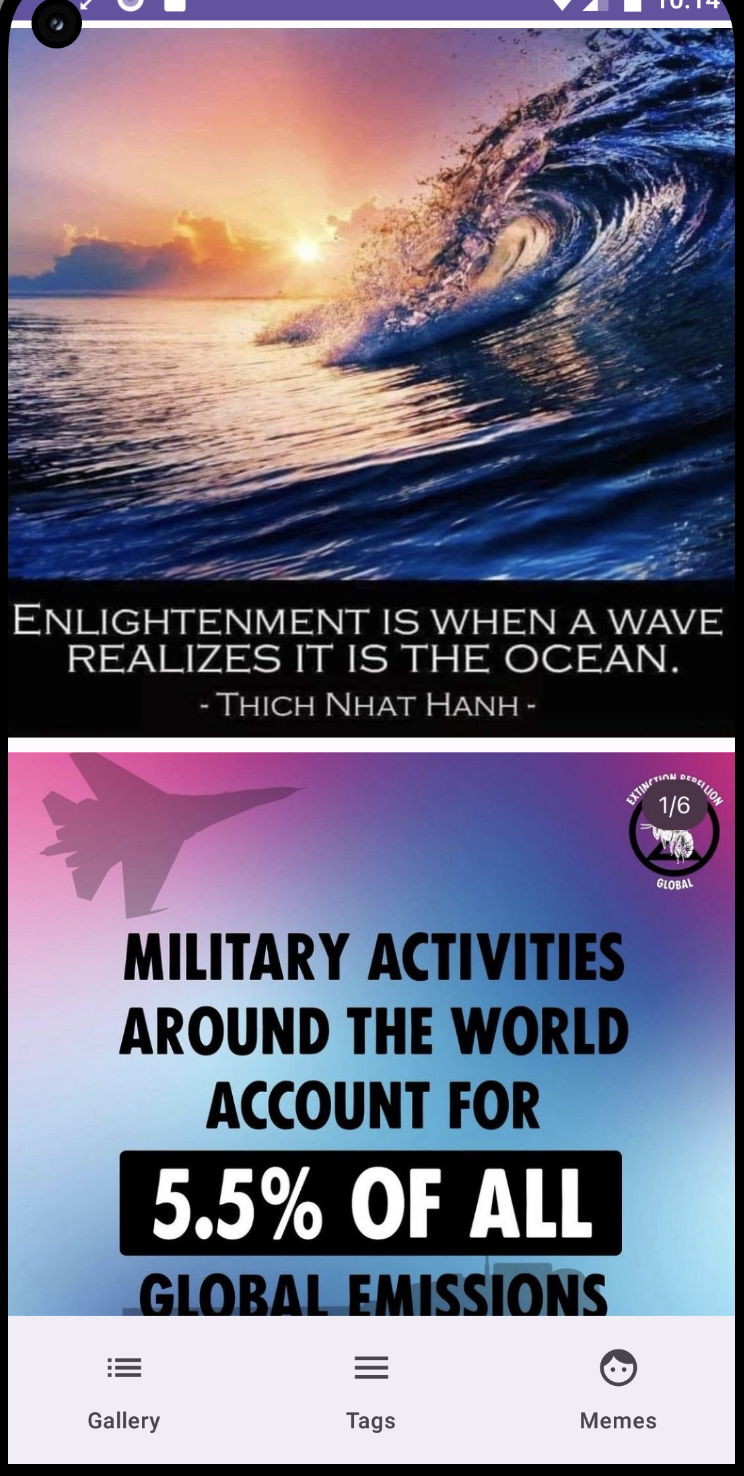 10:14
ENLIGHTENMENT IS WHEN A WAVE
REALIZES IT IS THE OCEAN.
- THICH NHAT HANH -
EXTINCTION REBELLION
1/6
GLOBAL
MILITARY ACTIVITIES
AROUND THE WORLD
ACCOUNT FOR
5.5% OF ALL
GLOBAL EMISSIONS
Gallery
Tags
Memes